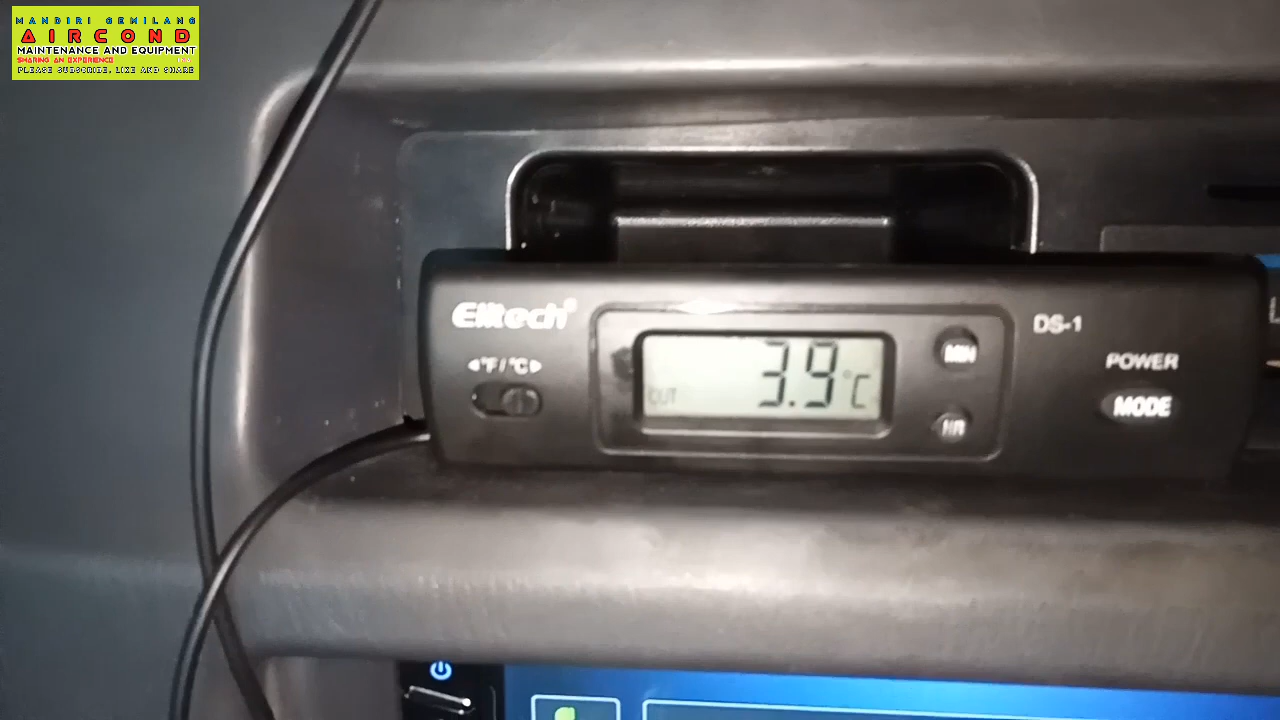 MANDIRI GEMILANG
AIRCOND
MAINTENANCE AND EQUIPMENT
SHARING AN EXPERIENCE
PLEASE SUBSCRIBE, LIKE AND SHARE
Elitech®
DS-1
◄°F/°C►
OUT
3.9 °C
MIN
POWER
MODE